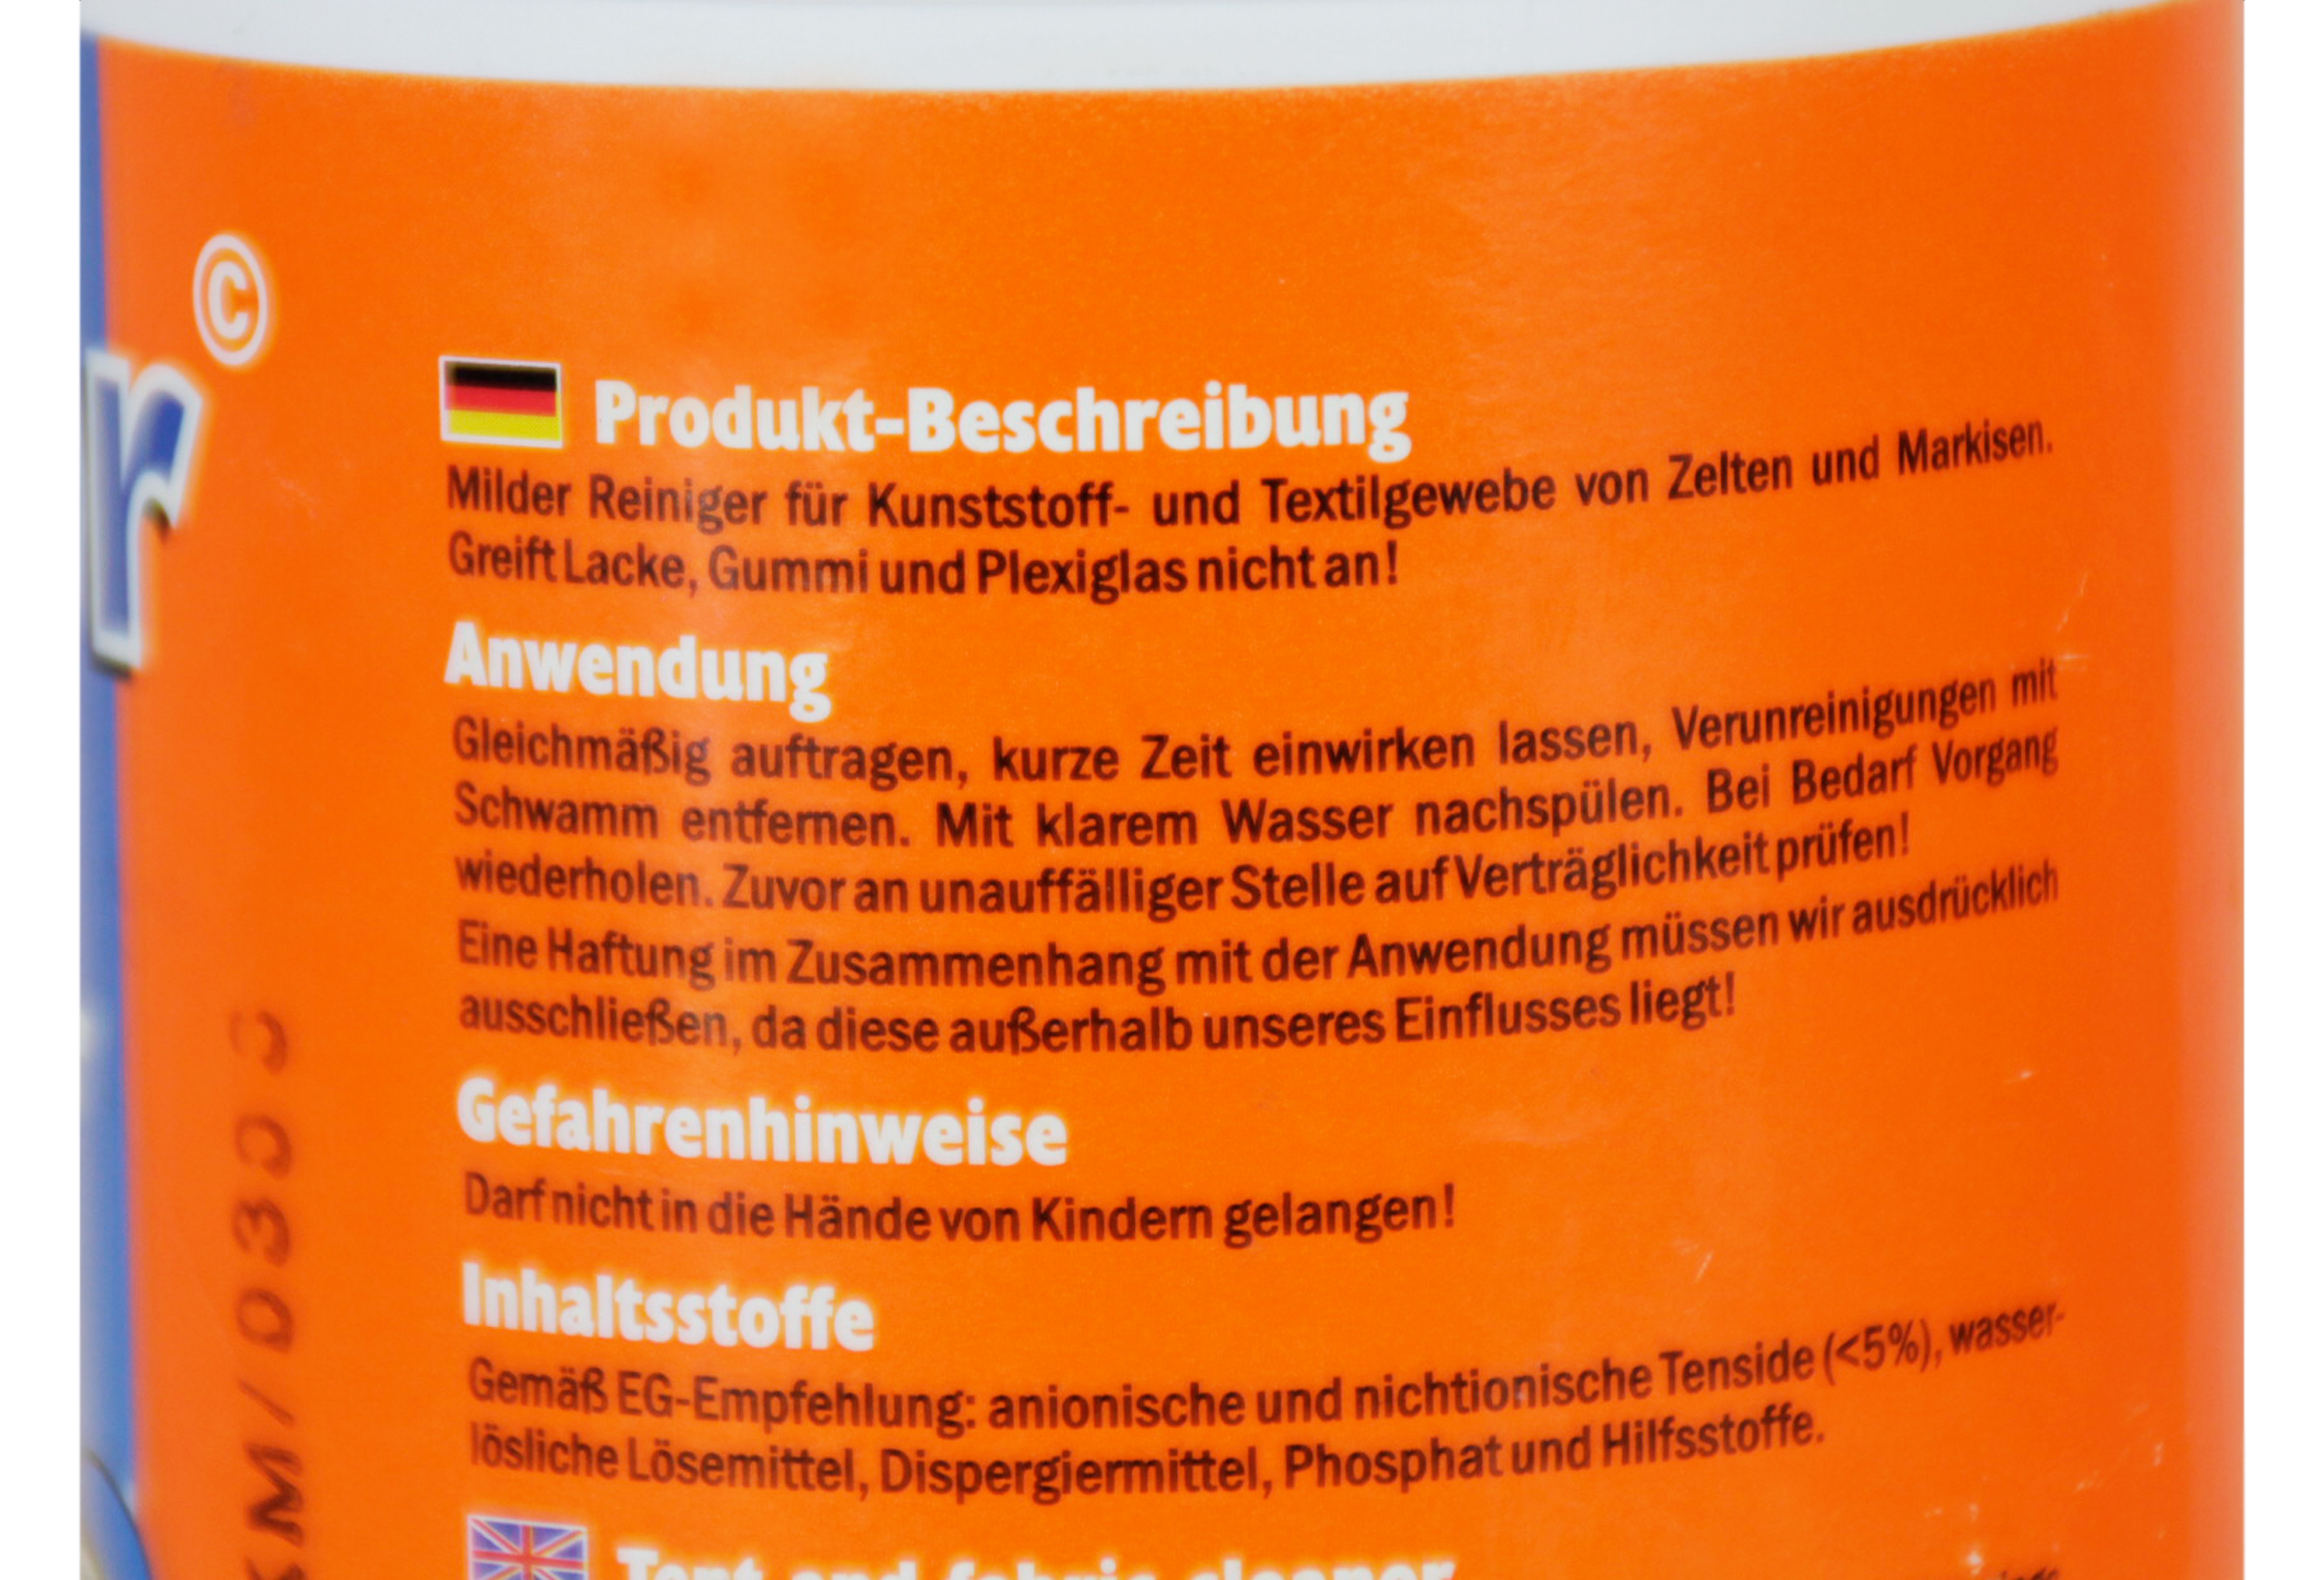 r©
Produkt-Beschreibung
Milder Reiniger für Kunststoff- und Textilgewebe von Zelten und Markisen.
Greift Lacke, Gummi und Plexiglas nicht an!
Anwendung
Gleichmäßig auftragen, kurze Zeit einwirken lassen, Verunreinigungen mit
Schwamm entfernen. Mit klarem Wasser nachspülen. Bei Bedarf Vorgang
wiederholen. Zuvor an unauffälliger Stelle auf Verträglichkeit prüfen!
Eine Haftung im Zusammenhang mit der Anwendung müssen wir ausdrücklich
ausschließen, da diese außerhalb unseres Einflusses liegt!
Gefahrenhinweise
Darf nicht in die Hände von Kindern gelangen!
Inhaltsstoffe
Gemäß EG-Empfehlung: anionische und nichtionische Tenside (<5%), wasser-
lösliche Lösemittel, Dispergiermittel, Phosphat und Hilfsstoffe.
Tent and fabric cleaner